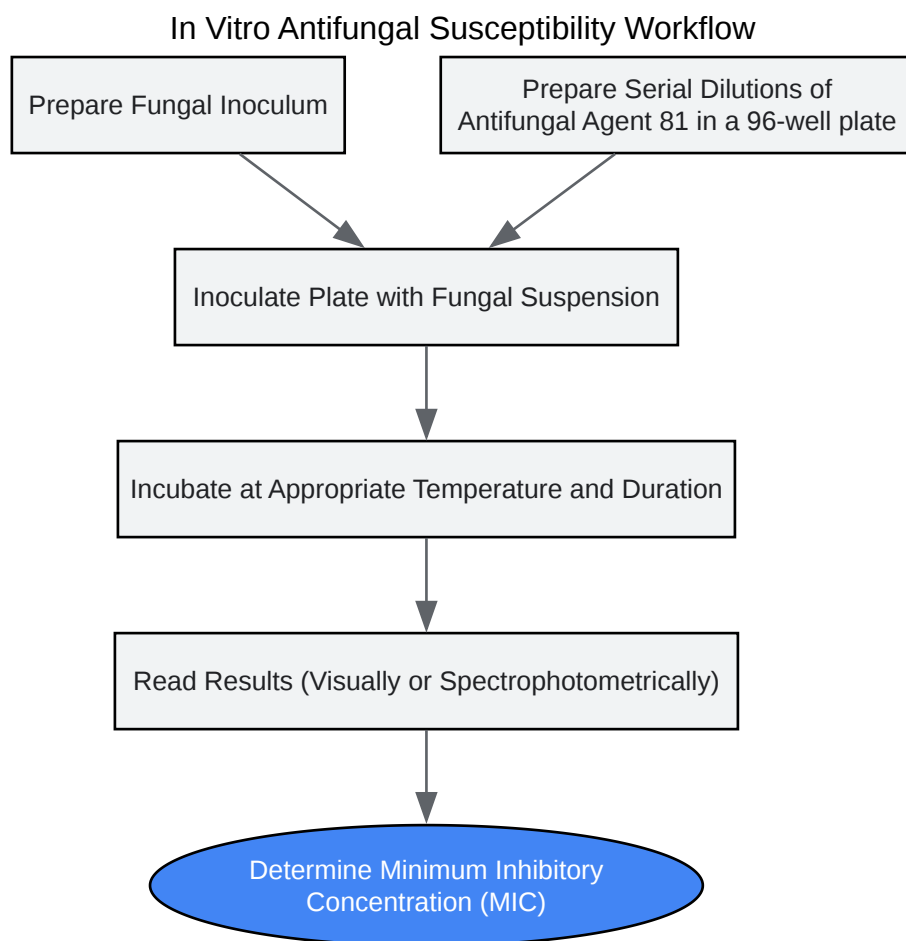 In Vitro Antifungal Susceptibility Workflow
Prepare Fungal Inoculum
Prepare Serial Dilutions of
Antifungal Agent 81 in a 96-well plate
Inoculate Plate with Fungal Suspension
Incubate at Appropriate Temperature and Duration
Read Results (Visually or Spectrophotometrically)
Determine Minimum Inhibitory
Concentration (MIC)